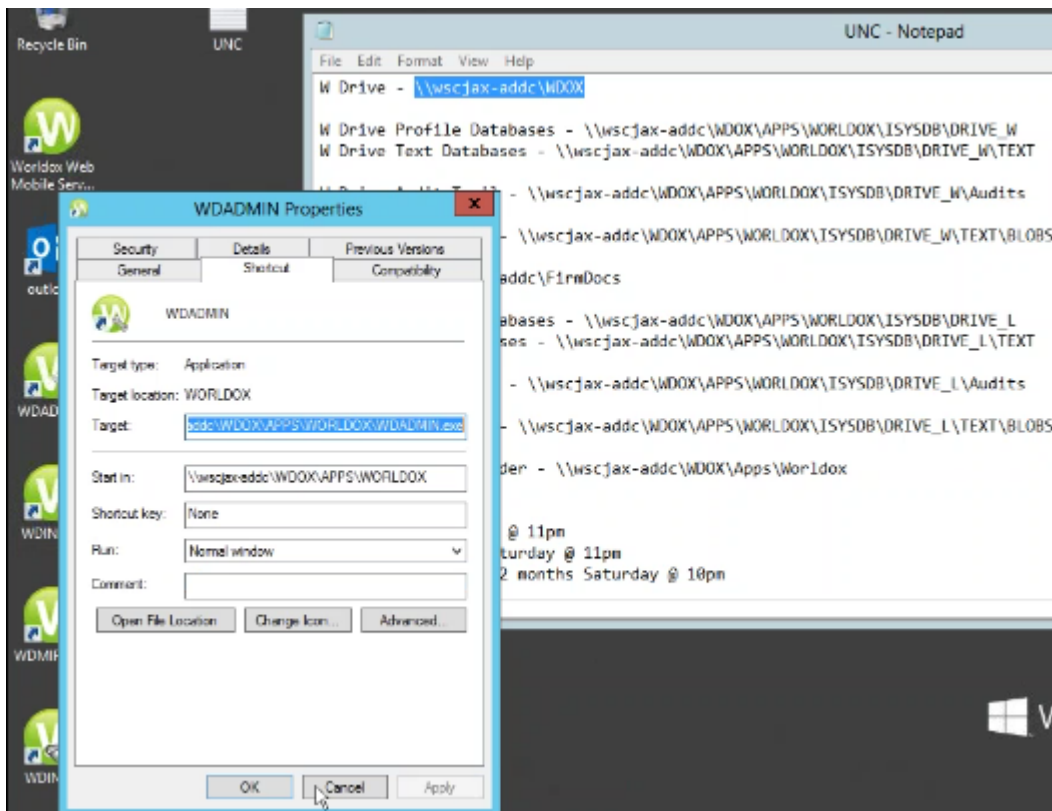 Recycle Bin
UNC
Worldox Web
Mobile Serv...
outlo
WDAD
WDIN
WDMIR
WDIN
UNC - Notepad
File Edit Format View Help
W Drive - \\wscjax-addc\WDOX
W Drive Profile Databases - \\wscjax-addc\WDOX\APPS\WORLDOX\ISYSDB\DRIVE_W
W Drive Text Databases - \\wscjax-addc\WDOX\APPS\WORLDOX\ISYSDB\DRIVE_W\TEXT
- \\wscjax-addc\WDOX\APPS\WORLDOX\ISYSDB\DRIVE_W\Audits
- \\wscjax-addc\WDOX\APPS\WORLDOX\ISYSDB\DRIVE_W\TEXT\BLOBS
addc\FirmDocs
abases - \\wscjax-addc\WDOX\APPS\WORLDOX\ISYSDB\DRIVE_L
ses - \\wscjax-addc\WDOX\APPS\WORLDOX\ISYSDB\DRIVE_L\TEXT
- \\wscjax-addc\WDOX\APPS\WORLDOX\ISYSDB\DRIVE_L\Audits
- \\wscjax-addc\WDOX\APPS\WORLDOX\ISYSDB\DRIVE_L\TEXT\BLOBS
der - \\wscjax-addc\WDOX\Apps\Worldox
@ 11pm
turday @ 11pm
2 months Saturday @ 10pm
WDADMIN Properties
Security Details Previous Versions
General Shortcut Compatibility
WDADMIN
Target type: Application
Target location: WORLDOX
Target: addc\WDOX\APPS\WORLDOX\WDADMIN.exe
Start in: \\wscjax-addc\WDOX\APPS\WORLDOX
Shortcut key: None
Run: Normal window
Comment:
Open File Location Change Icon... Advanced...
OK Cancel Apply